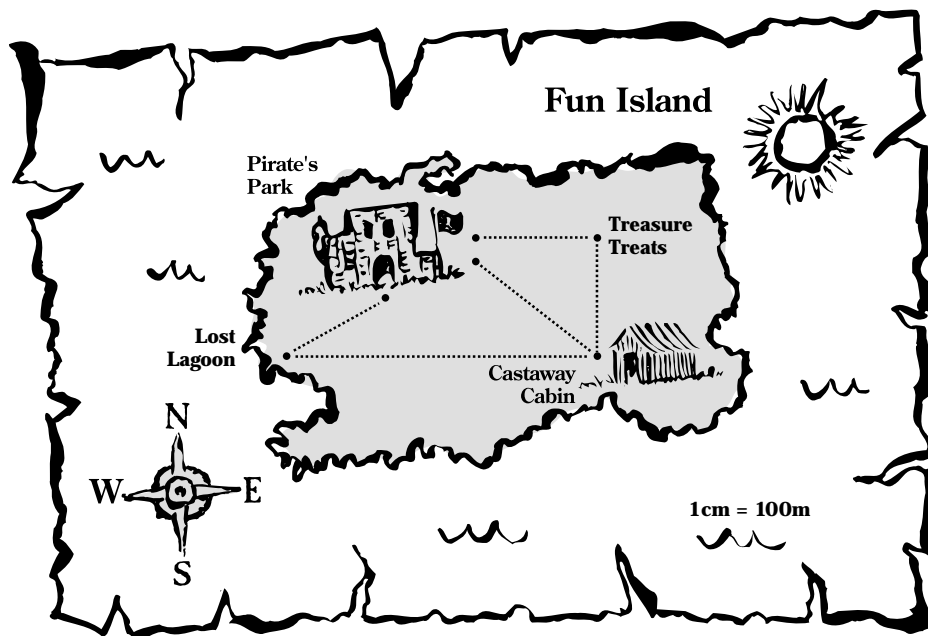 Fun Island
Pirate's
Park
Treasure
Treats
Lost
Lagoon
Castaway
Cabin
N
W
E
S
1cm = 100m